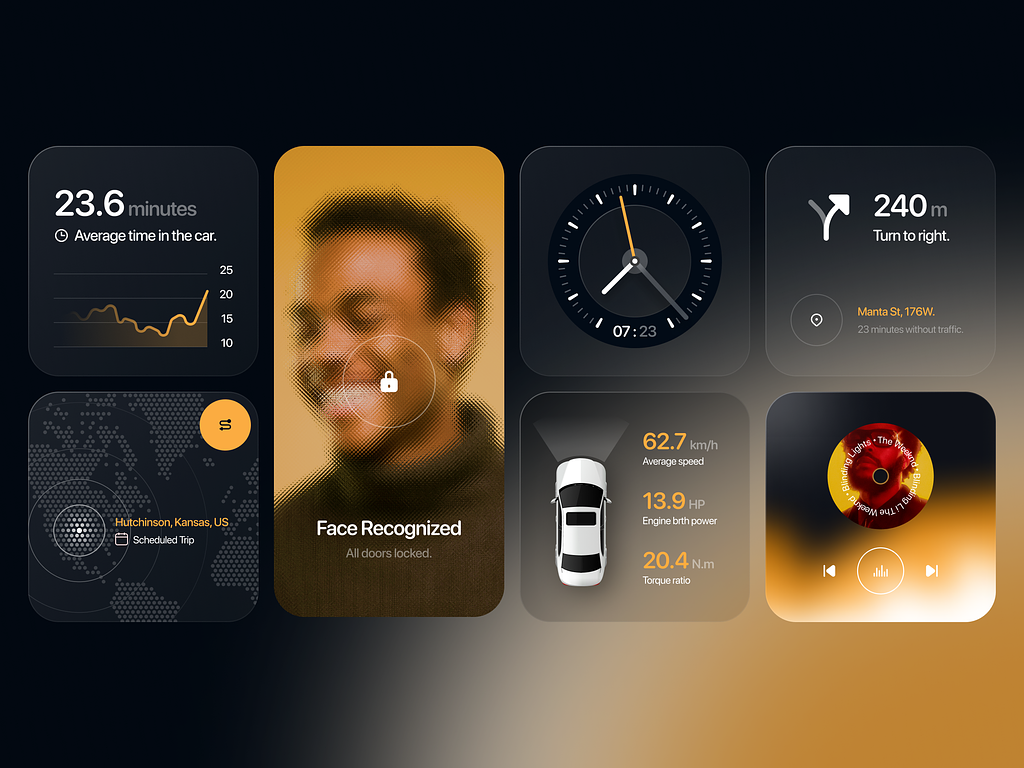 23.6 minutes
Average time in the car.
25
20
15
10
Hutchinson, Kansas, US
Scheduled Trip
Face Recognized
All doors locked.
07:23
62.7 km/h
Average speed
13.9 HP
Engine brth power
20.4 N.m
Torque ratio
240 m
Turn to right.
Manta St, 176W.
23 minutes without traffic.
Blinding Lights • The Weeknd • Blinding Li The Weeknd •